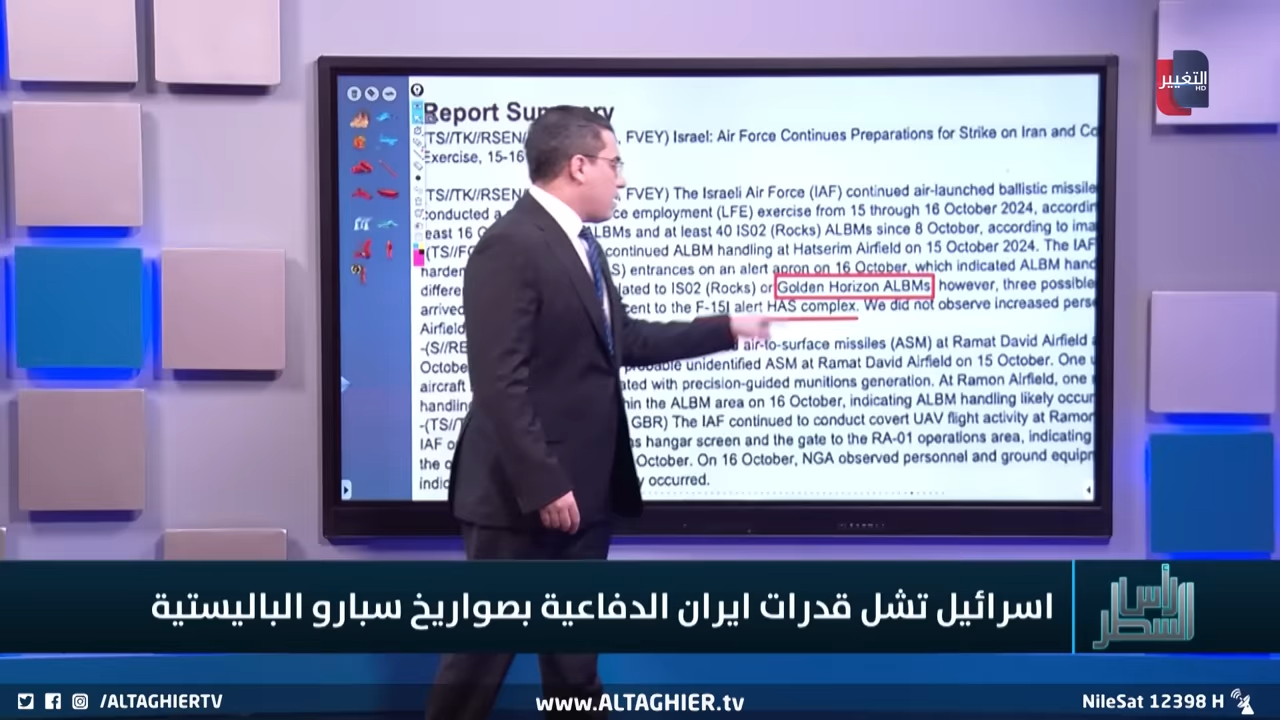 التغيير
HD
Report Su ry
TS//TK//RSEN/ FVEY) Israel: Air Force Continues Preparations for Strike on Iran and Co
Exercise, 15-16
TS//TK//RSEN FVEY) The Israeli Air Force (IAF) continued air-launched ballistic missile
conducted a ce employment (LFE) exercise from 15 through 16 October 2024, accordin
east 16 O ALBMs and at least 40 IS02 (Rocks) ALBMs since 8 October, according to ima
(TS//FG continued ALBM handling at Hatserim Airfield on 15 October 2024. The IAF
harden S) entrances on an alert apron on 16 October, which indicated ALBM hand
differe lated to IS02 (Rocks) or Golden Horizon ALBMs however, three possible
arrived cent to the F-15I alert HAS complex. We did not observe increased pers
Airfield
-(S//RE air-to-surface missiles (ASM) at Ramat David Airfield
October probable unidentified ASM at Ramat David Airfield on 15 October. One
aircraft ated with precision-guided munitions generation. At Ramon Airfield, one
handlin hin the ALBM area on 16 October, indicating ALBM handling likely occur
-(TS// GBR) The IAF continued to conduct covert UAV flight activity at Ramon
IAF o as hangar screen and the gate to the RA-01 operations area, indicating
the o October. On 16 October, NGA observed personnel and ground equipm
indic y occurred.
رأس السطر
اسرائيل تشل قدرات ايران الدفاعية بصواريخ سبارو الباليستية
/ALTAGHIERTV
www.ALTAGHIER.tv
NileSat 12398 H